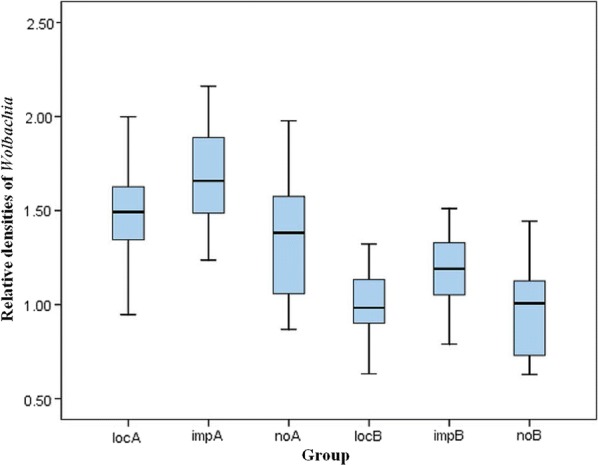 Relative densities of Wolbachia
2.50
2.00
1.50
1.00
0.50
locA impA noA locB impB noB
Group